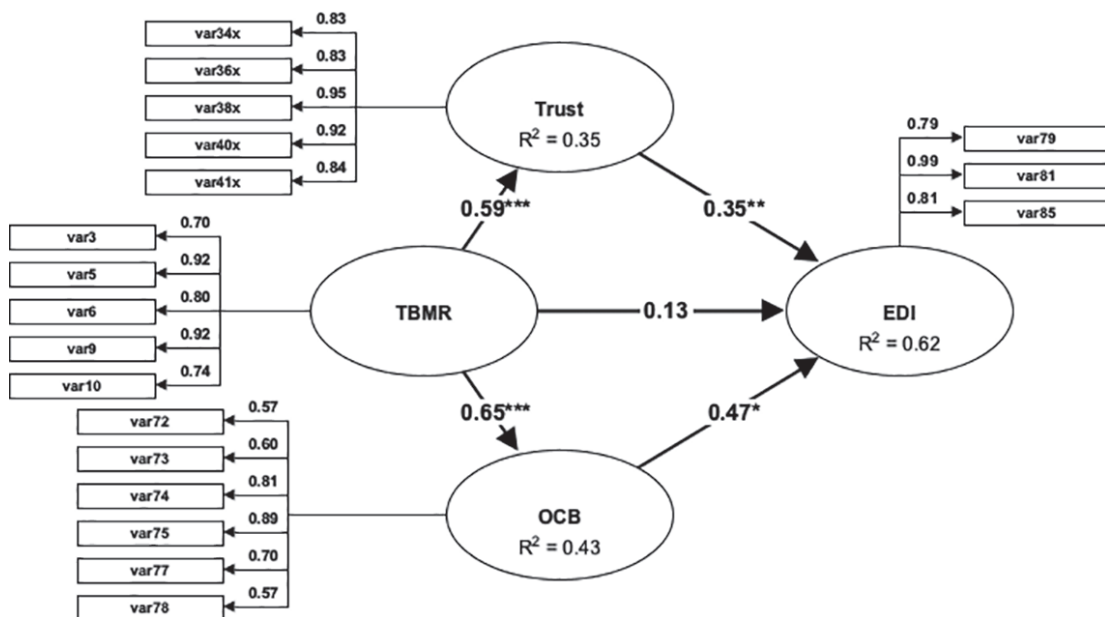 var34x 0.83
var36x 0.83
var38x 0.95
var40x 0.92
var41x 0.84
Trust
R² = 0.35
0.79 var79
0.99 var81
0.81 var85
0.59***
0.35**
var3 0.70
var5 0.92
var6 0.80
var9 0.92
var10 0.74
TBMR
0.13
EDI
R² = 0.62
0.65***
0.47*
var72 0.57
var73 0.60
var74 0.81
var75 0.89
var77 0.70
var78 0.57
OCB
R² = 0.43